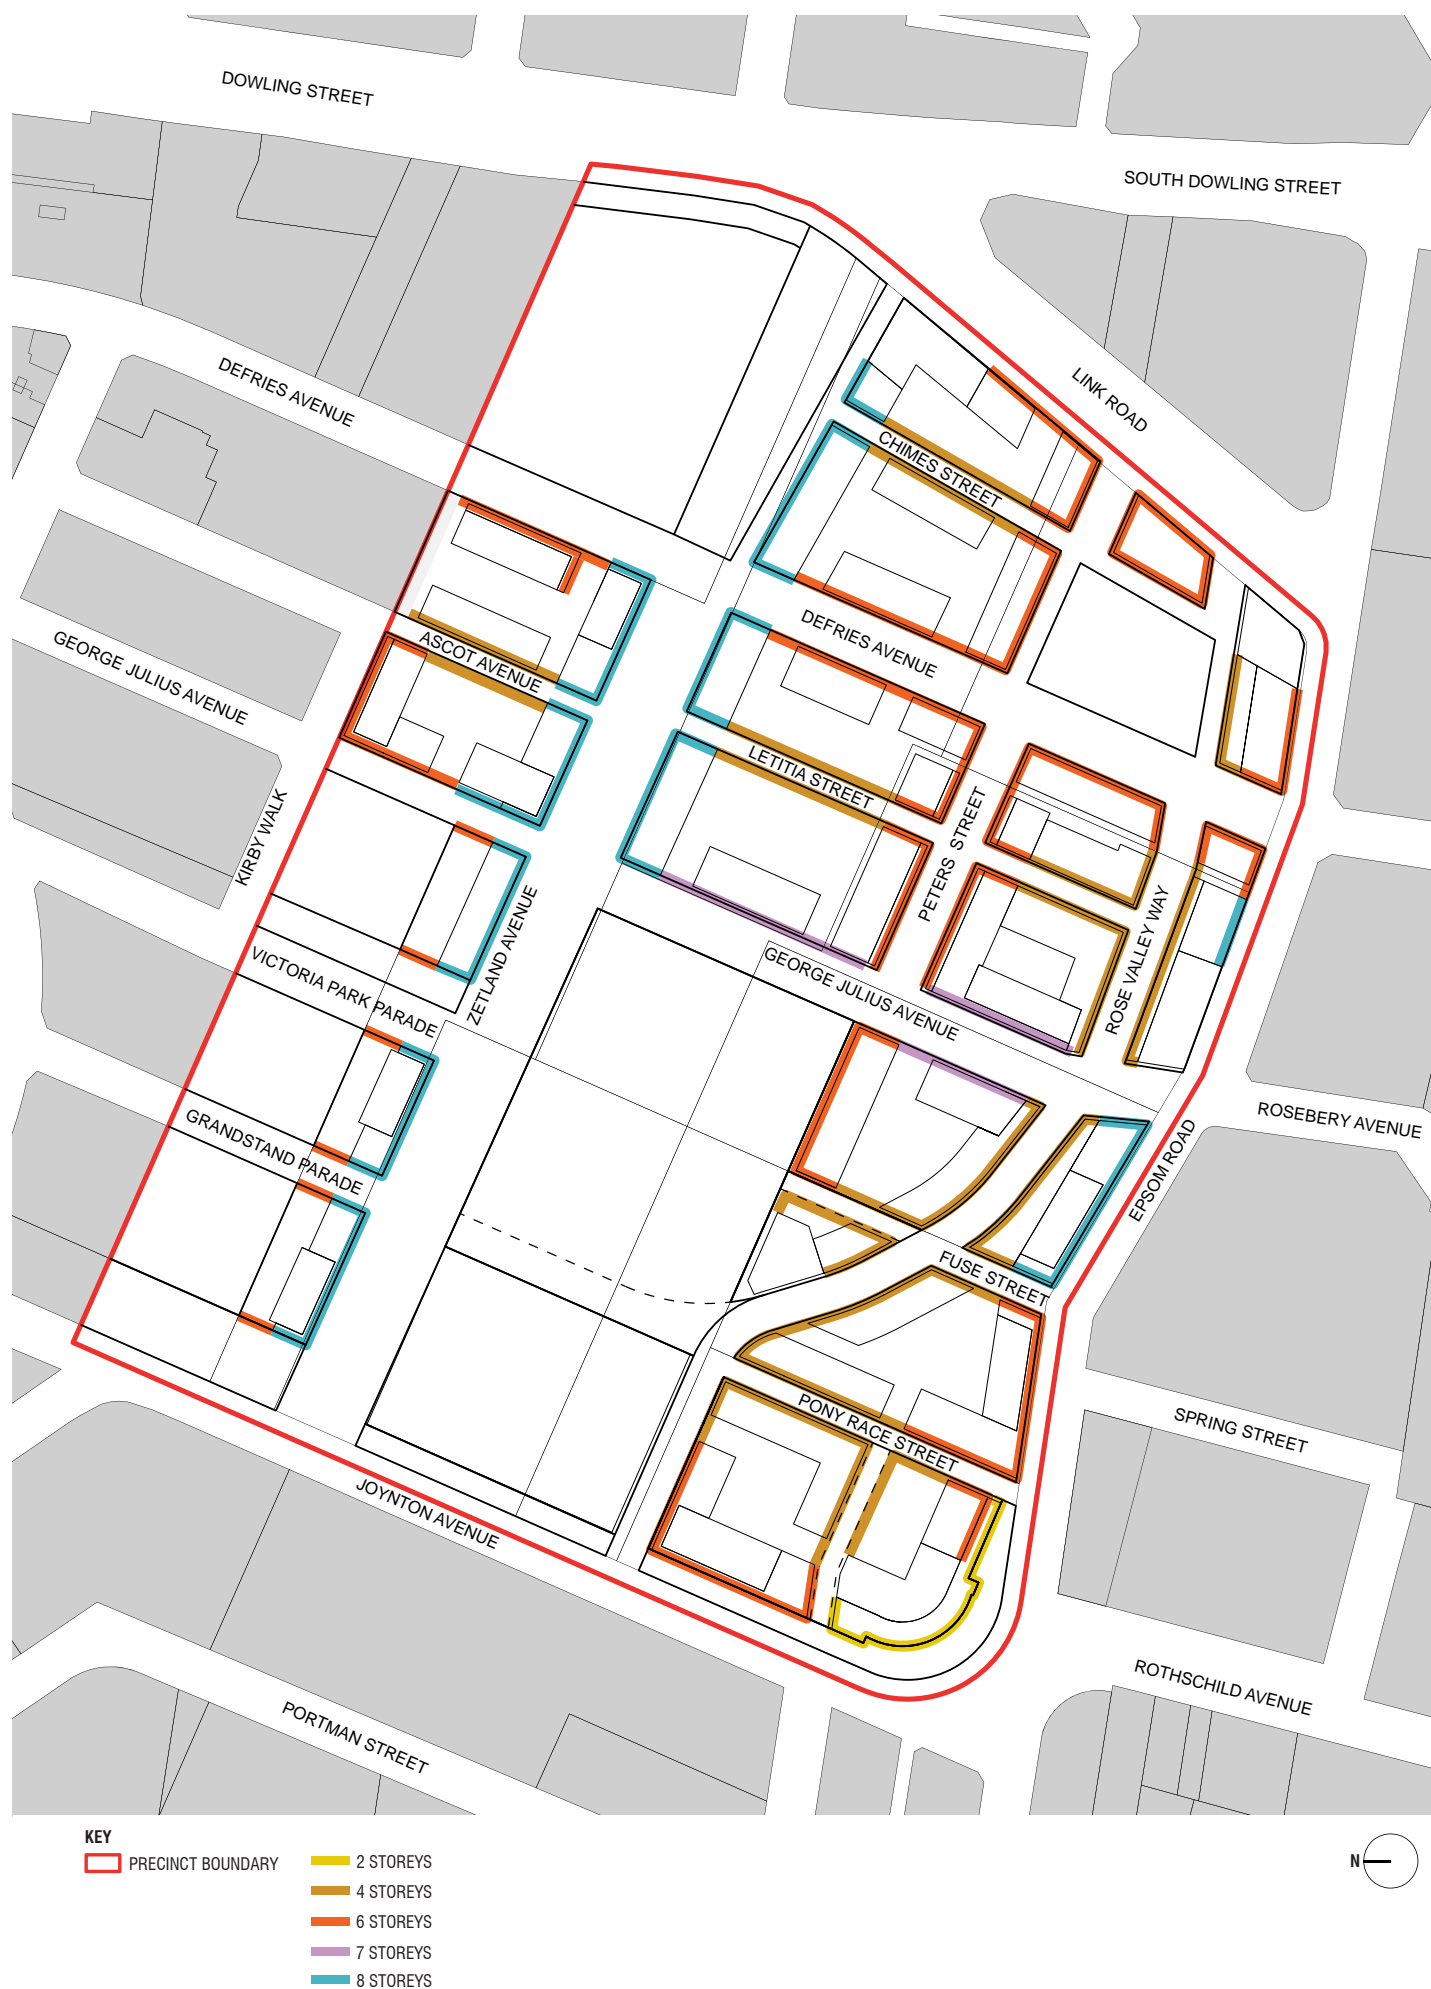 DOWLING STREET
SOUTH DOWLING STREET
LINK ROAD
DEFRIES AVENUE
CHIMES STREET
DEFRIES AVENUE
ASCOT AVENUE
GEORGE JULIUS AVENUE
LETITIA STREET
KIRBY WALK
PETERS STREET
ZETLAND AVENUE
ROSE VALLEY WAY
VICTORIA PARK PARADE
GEORGE JULIUS AVENUE
GRANDSTAND PARADE
ROSEBERY AVENUE
EPSOM ROAD
FUSE STREET
PONY RACE STREET
SPRING STREET
JOYNTON AVENUE
ROTHSCHILD AVENUE
PORTMAN STREET
KEY
PRECINCT BOUNDARY
2 STOREYS
4 STOREYS
6 STOREYS
7 STOREYS
8 STOREYS
N